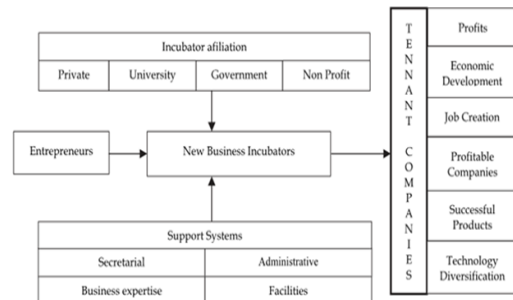 Incubator afiliation
Private
University
Government
Non Profit
Entrepreneurs
New Business Incubators
Support Systems
Secretarial
Administrative
Business expertise
Facilities
TENNANT COMPANIES
Profits
Economic
Development
Job Creation
Profitable
Companies
Successful
Products
Technology
Diversification